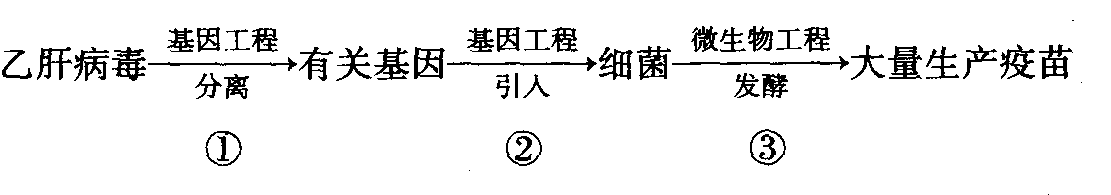 基因工程 基因工程 微生物工程
乙肝病毒 有关基因 细菌 大量生产疫苗
分离 引入 发酵
① ② ③